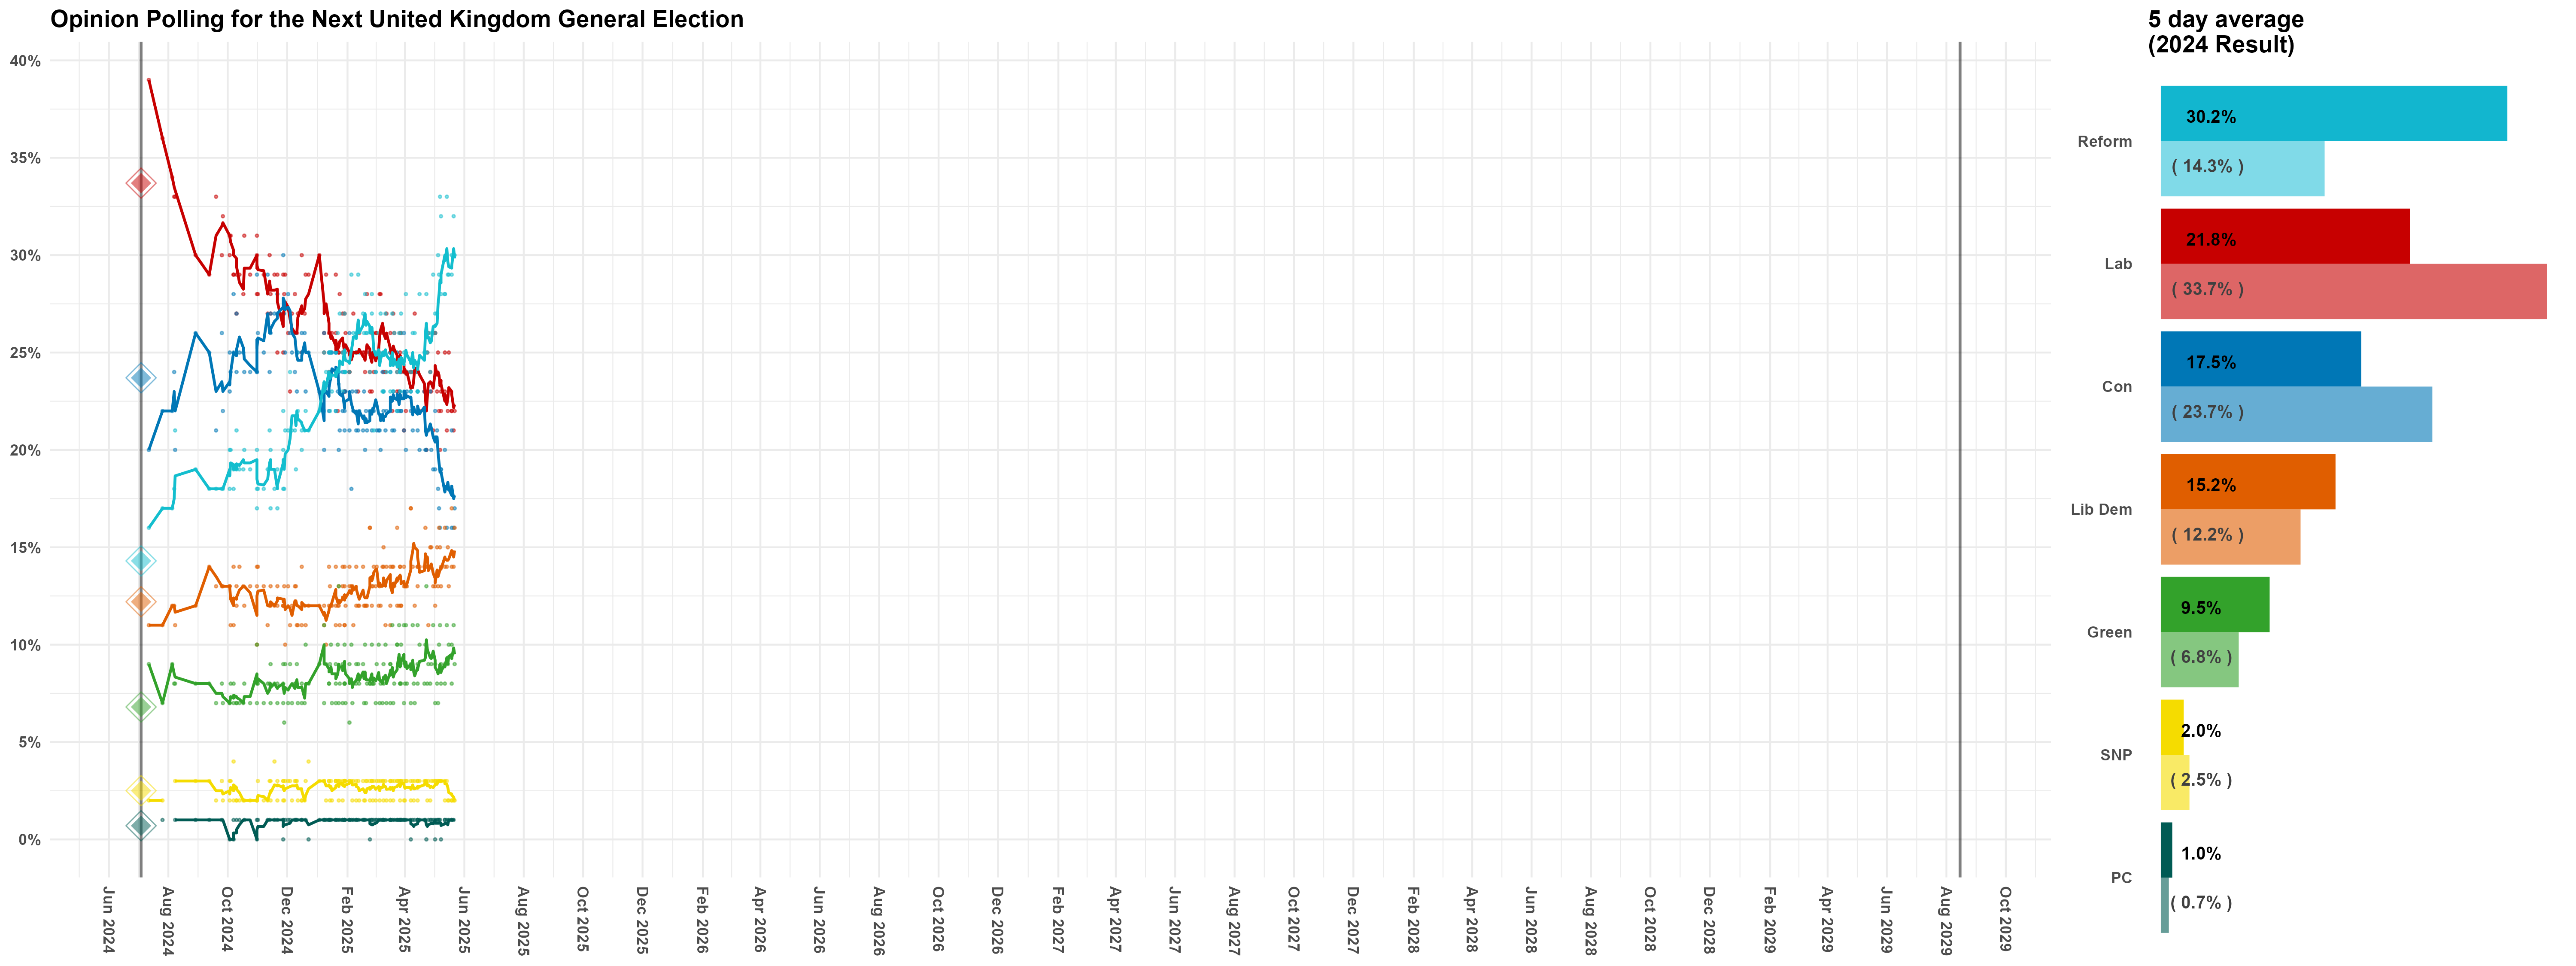 Opinion Polling for the Next United Kingdom General Election
40%
35%
30%
25%
20%
15%
10%
5%
0%
Jun 2024
Aug 2024
Oct 2024
Dec 2024
Feb 2025
Apr 2025
Jun 2025
Aug 2025
Oct 2025
Dec 2025
Feb 2026
Apr 2026
Jun 2026
Aug 2026
Oct 2026
Dec 2026
Feb 2027
Apr 2027
Jun 2027
Aug 2027
Oct 2027
Dec 2027
Feb 2028
Apr 2028
Jun 2028
Aug 2028
Oct 2028
Dec 2028
Feb 2029
Apr 2029
Jun 2029
Aug 2029
Oct 2029
5 day average
(2024 Result)
Reform
30.2%
( 14.3% )
Lab
21.8%
( 33.7% )
Con
17.5%
( 23.7% )
Lib Dem
15.2%
( 12.2% )
Green
9.5%
( 6.8% )
SNP
2.0%
( 2.5% )
PC
1.0%
( 0.7% )